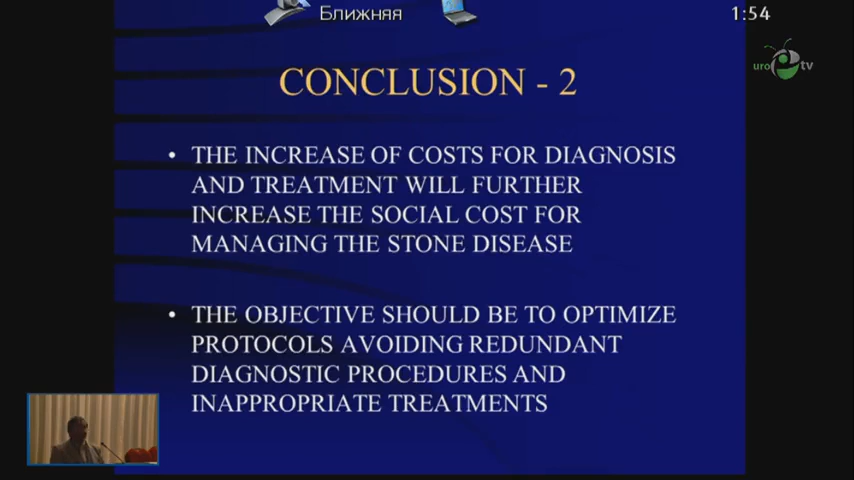 Ближняя
1:54
uro tv
CONCLUSION - 2
• THE INCREASE OF COSTS FOR DIAGNOSIS
AND TREATMENT WILL FURTHER
INCREASE THE SOCIAL COST FOR
MANAGING THE STONE DISEASE
• THE OBJECTIVE SHOULD BE TO OPTIMIZE
PROTOCOLS AVOIDING REDUNDANT
DIAGNOSTIC PROCEDURES AND
INAPPROPRIATE TREATMENTS